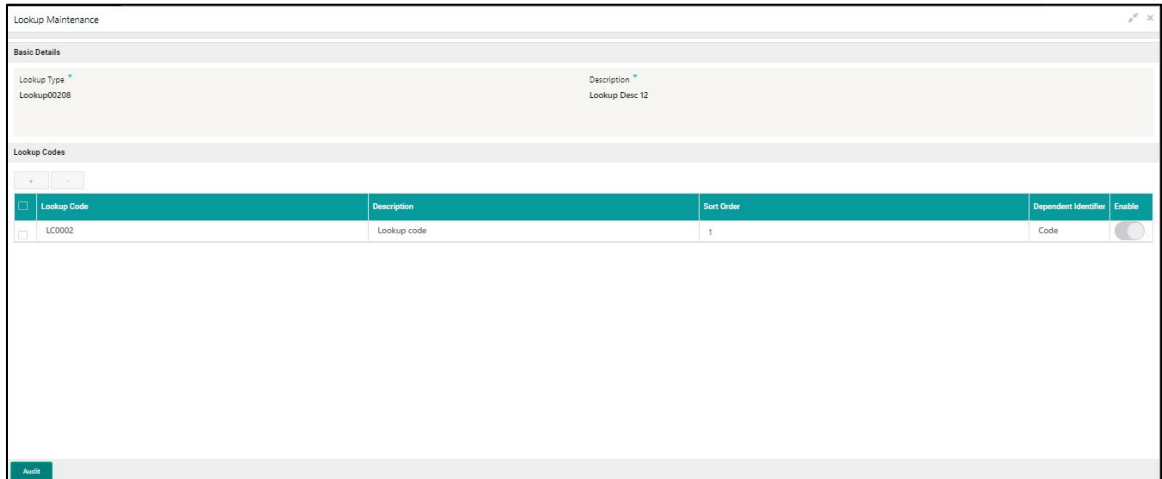 Lookup Maintenance
Basic Details
Lookup Type * Description *
Lookup00208 Lookup Desc 12
Lookup Codes
+ -
Lookup Code Description Sort Order Dependent Identifier Enable
LC0002 Lookup code 1 Code
Audit